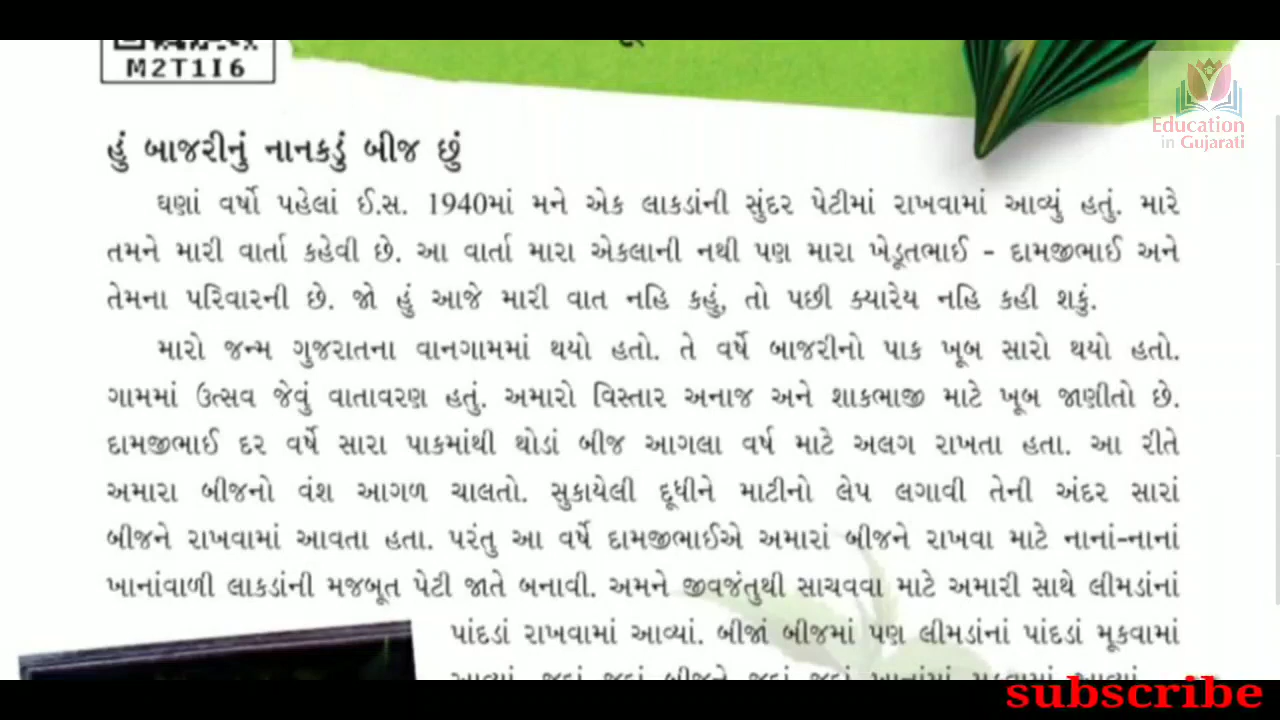 M2T1I6
Education
in Gujarati
હું બાજરીનું નાનકડું બીજ છું
ઘણાં વર્ષો પહેલાં ઈ.સ. 1940માં મને એક લાકડાંની સુંદર પેટીમાં રાખવામાં આવ્યું હતું. મારે
તમને મારી વાર્તા કહેવી છે. આ વાર્તા મારા એકલાની નથી પણ મારા ખેડૂતભાઈ - દામજીભાઈ અને
તેમના પરિવારની છે. જો હું આજે મારી વાત નહિ કહું, તો પછી ક્યારેય નહિ કહી શકું.
મારો જન્મ ગુજરાતના વાનગામમાં થયો હતો. તે વર્ષે બાજરીનો પાક ખૂબ સારો થયો હતો.
ગામમાં ઉત્સવ જેવું વાતાવરણ હતું. અમારો વિસ્તાર અનાજ અને શાકભાજી માટે ખૂબ જાણીતો છે.
દામજીભાઈ દર વર્ષે સારા પાકમાંથી થોડાં બીજ આગલા વર્ષ માટે અલગ રાખતા હતા. આ રીતે
અમારા બીજનો વંશ આગળ ચાલતો. સુકાયેલી દૂધીને માટીનો લેપ લગાવી તેની અંદર સારાં
બીજને રાખવામાં આવતા હતા. પરંતુ આ વર્ષે દામજીભાઈએ અમારાં બીજને રાખવા માટે નાનાં-નાનાં
ખાનાંવાળી લાકડાંની મજબૂત પેટી જાતે બનાવી. અમને જીવજંતુથી સાચવવા માટે અમારી સાથે લીમડાંનાં
પાંદડાં રાખવામાં આવ્યાં. બીજાં બીજમાં પણ લીમડાંનાં પાંદડાં મૂકવામાં
subscribe